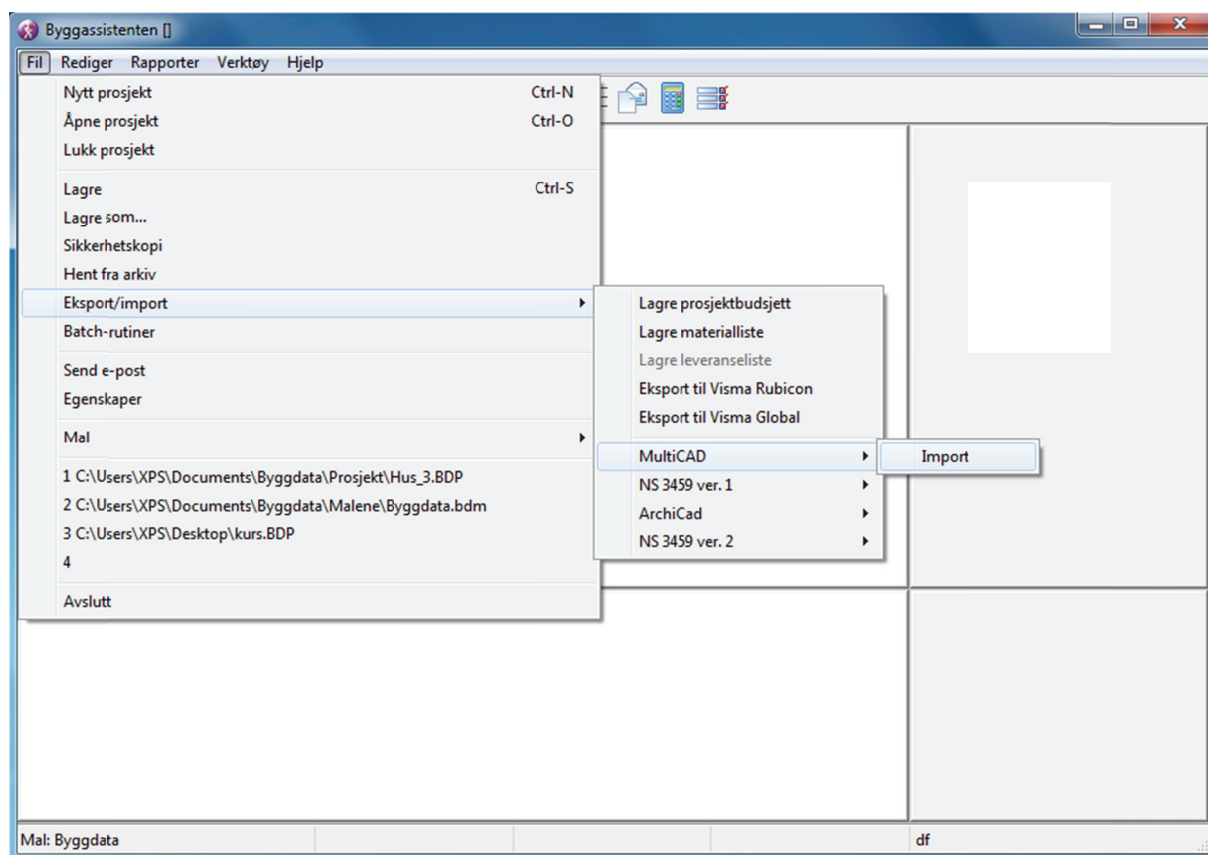 Byggassistenten []
Fil Rediger Rapporter Verktøy Hjelp
Nytt prosjekt Ctrl-N
Åpne prosjekt Ctrl-O
Lukk prosjekt
Lagre Ctrl-S
Lagre som...
Sikkerhetskopi
Hent fra arkiv
Eksport/import
Batch-rutiner
Send e-post
Egenskaper
Mal
1 C:\Users\XPS\Documents\Byggdata\Prosjekt\Hus_3.BDP
2 C:\Users\XPS\Documents\Byggdata\Malene\Byggdata.bdm
3 C:\Users\XPS\Desktop\kurs.BDP
4
Avslutt
Lagre prosjektbudsjett
Lagre materialliste
Lagre leveranseliste
Eksport til Visma Rubicon
Eksport til Visma Global
MultiCAD
NS 3459 ver. 1
ArchiCad
NS 3459 ver. 2
Import
Mal: Byggdata df